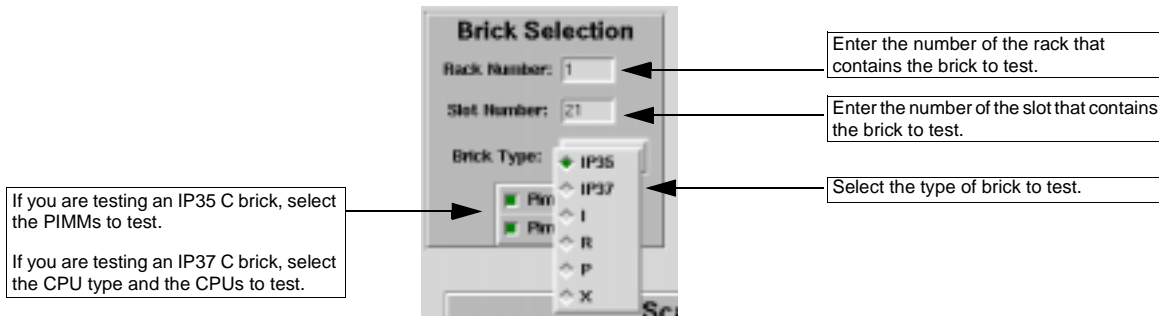 Brick Selection
Rack Number: 1
Enter the number of the rack that
contains the brick to test.
Slot Number: 21
Enter the number of the slot that contains
the brick to test.
Brick Type:
IP35
IP37
I
R
P
X
Select the type of brick to test.
Pim
Pim
If you are testing an IP35 C brick, select
the PIMMs to test.
If you are testing an IP37 C brick, select
the CPU type and the CPUs to test.
Sc